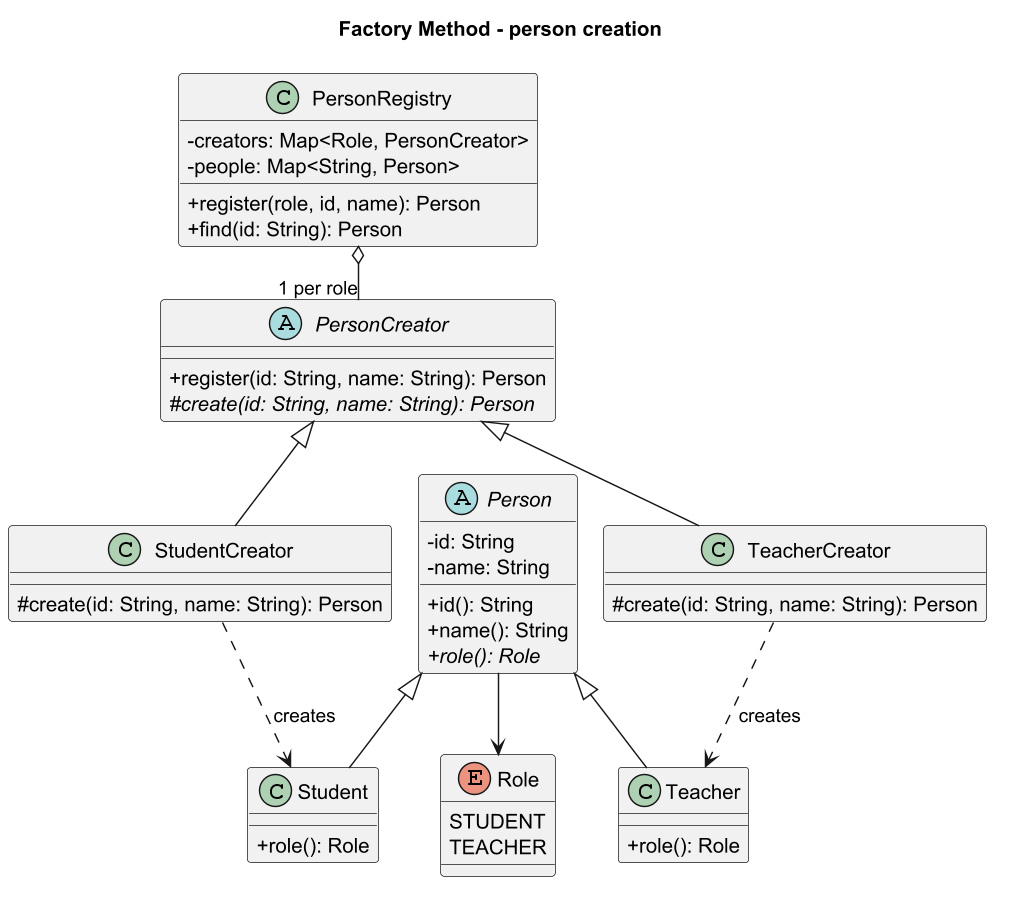 Factory Method - person creation
C PersonRegistry
-creators: Map<Role, PersonCreator>
-people: Map<String, Person>
+register(role, id, name): Person
+find(id: String): Person
1 per role
A PersonCreator
+register(id: String, name: String): Person
#create(id: String, name: String): Person
C StudentCreator
#create(id: String, name: String): Person
A Person
-id: String
-name: String
+id(): String
+name(): String
+role(): Role
C TeacherCreator
#create(id: String, name: String): Person
creates
creates
C Student
+role(): Role
E Role
STUDENT
TEACHER
C Teacher
+role(): Role